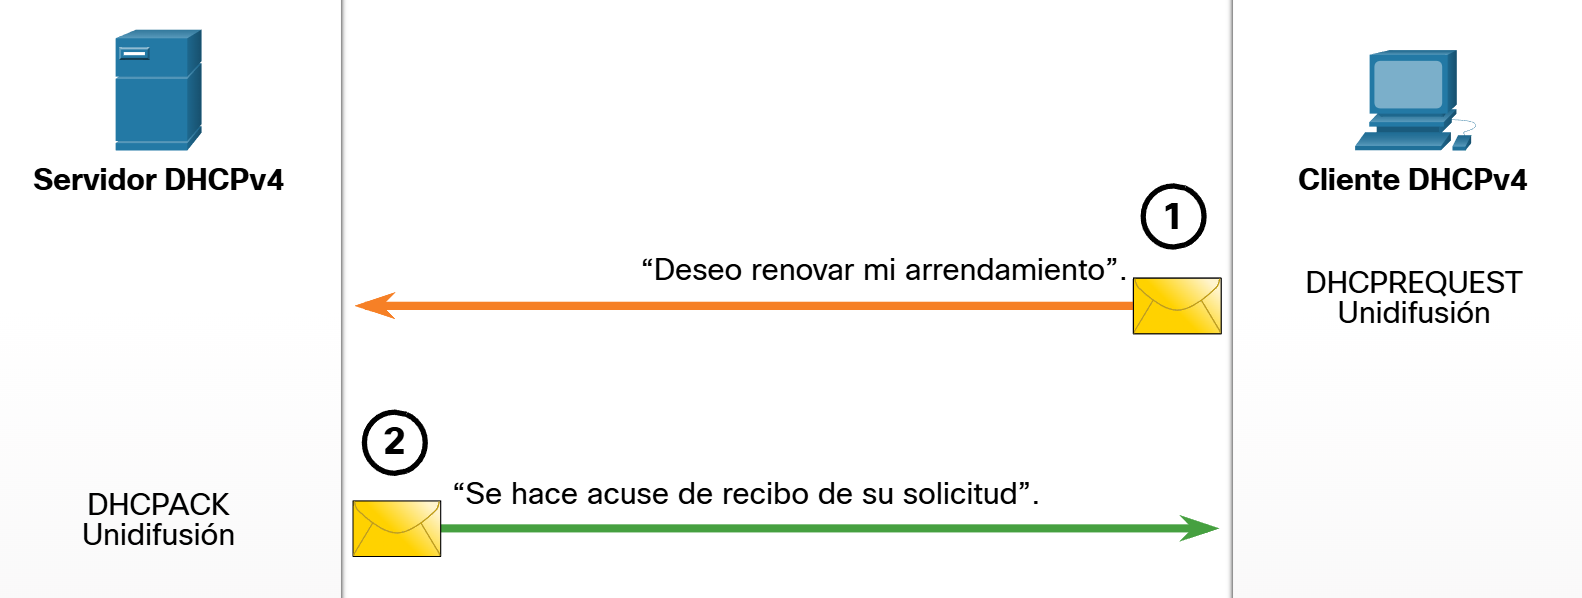 Servidor DHCPv4
Cliente DHCPv4
1
“Deseo renovar mi arrendamiento”.
DHCPREQUEST
Unidifusión
2
“Se hace acuse de recibo de su solicitud”.
DHCPACK
Unidifusión